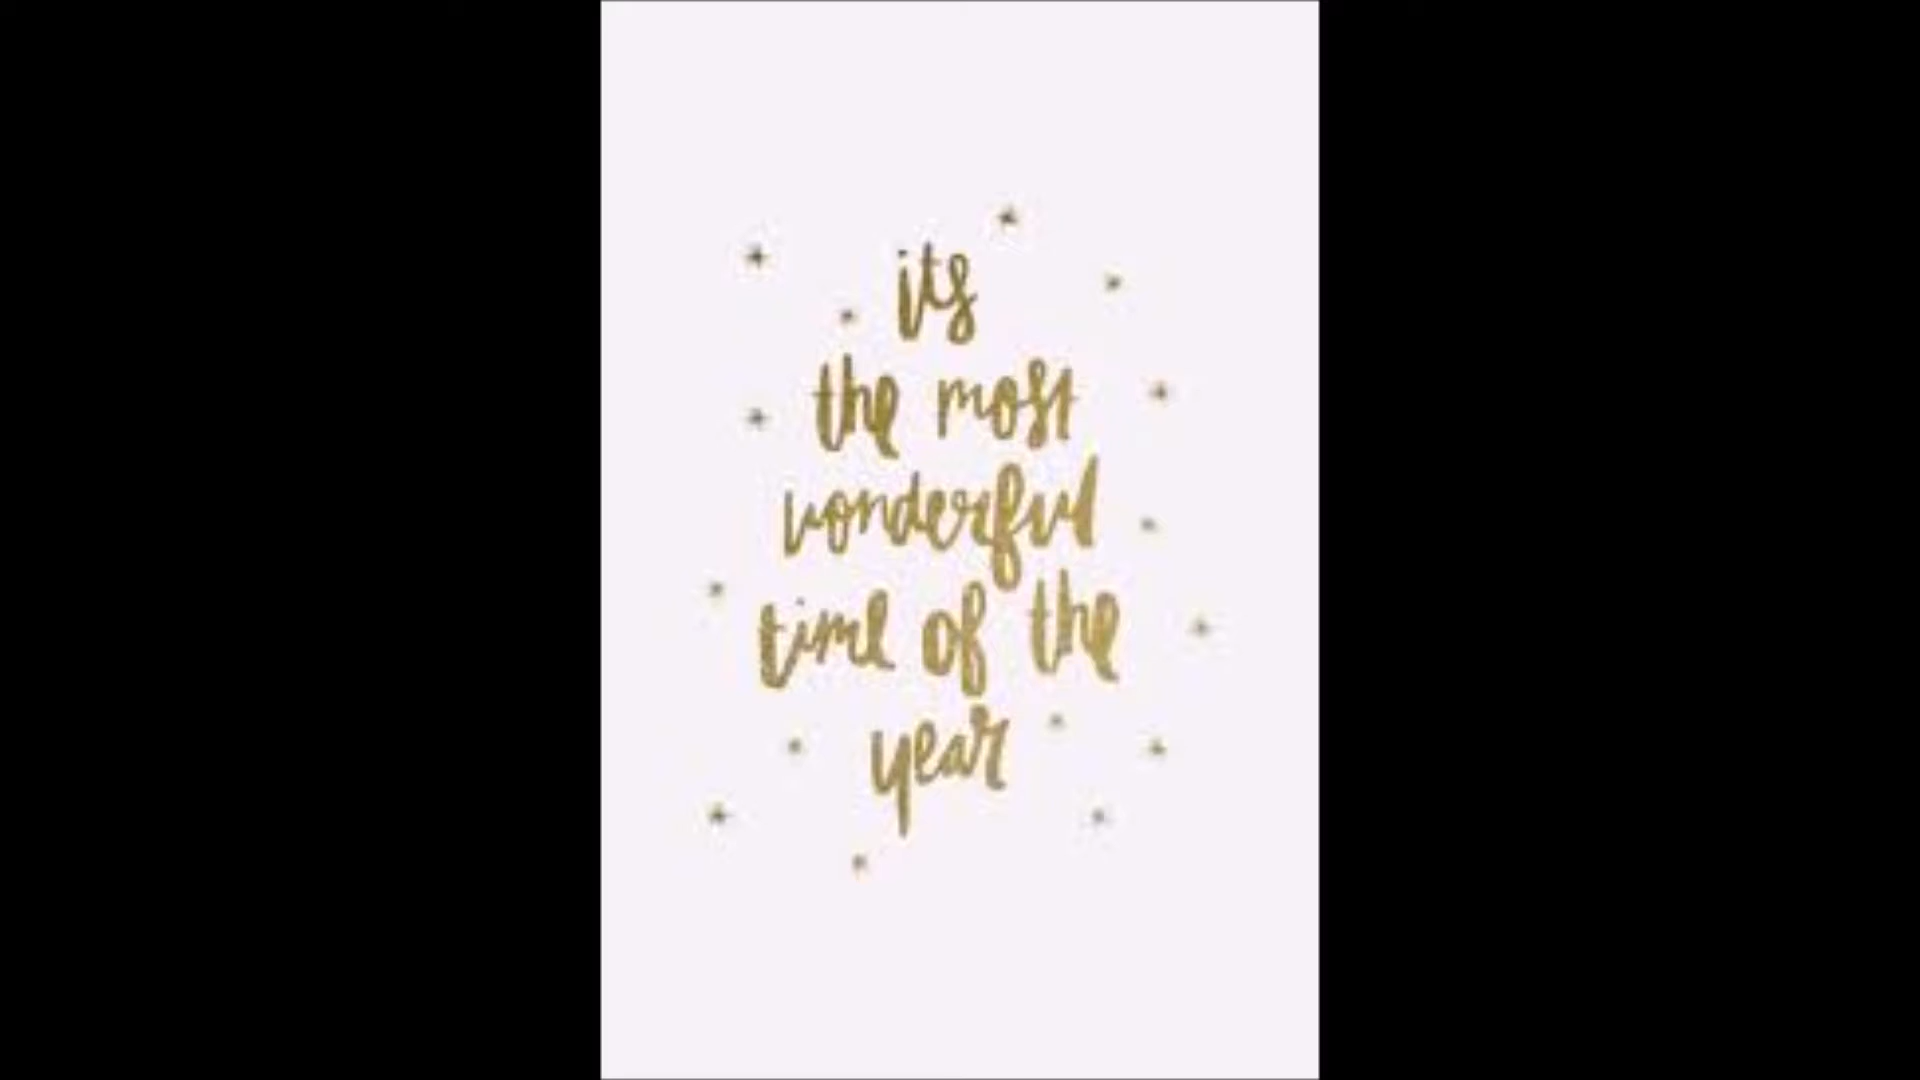 its
the most
wonderful
time of the
year